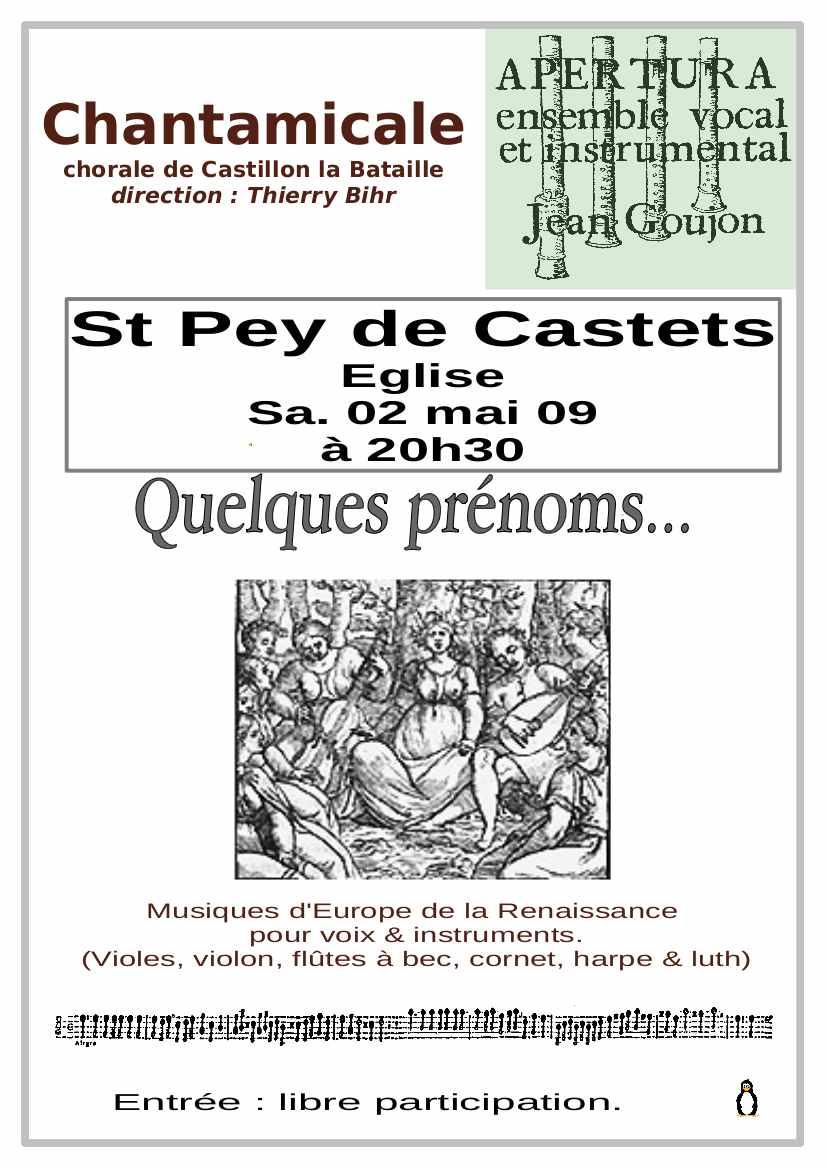 Chantamicale
chorale de Castillon la Bataille
direction : Thierry Bihr
APERTURA
ensemble vocal
et instrumental
Jean Goujon
St Pey de Castets
Eglise
Sa. 02 mai 09
à 20h30
Quelques prénoms...
Musiques d'Europe de la Renaissance
pour voix & instruments.
(Violes, violon, flûtes à bec, cornet, harpe & luth)
Alegre
Entrée : libre participation.